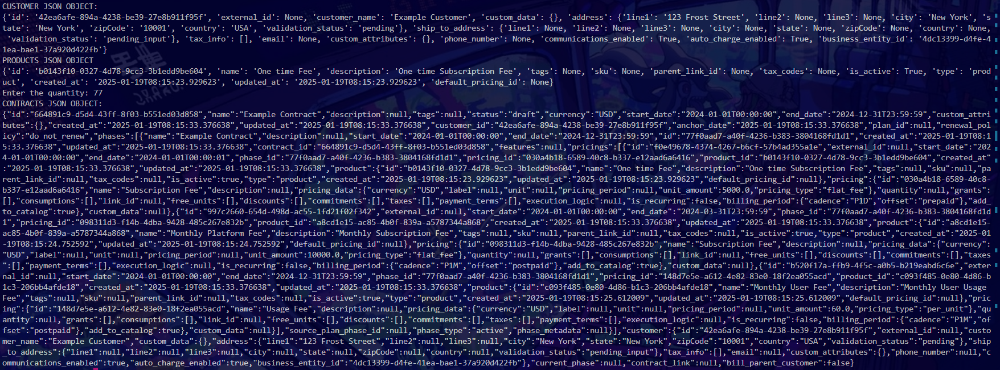 CUSTOMER JSON OBJECT:
{'id': '42ea6afe-894a-4238-be39-27e8b911f95f', 'external_id': None, 'customer_name': 'Example Customer', 'custom_data': {}, 'address': {'line1': '123 Frost Street', 'line2': None, 'line3': None, 'city': 'New York', 's
tate': 'New York', 'zipCode': '10001', 'country': 'USA', 'validation_status': 'pending'}, 'ship_to_address': {'line1': None, 'line2': None, 'line3': None, 'city': None, 'state': None, 'zipCode': None, 'country': None,
 'validation_status': 'pending_input'}, 'tax_info': [], 'email': None, 'custom_attributes': {}, 'phone_number': None, 'communications_enabled': True, 'auto_charge_enabled': True, 'business_entity_id': '4dc13399-d4fe-4
1ea-bae1-37a920d422fb'}
PRODUCTS JSON OBJECT
{'id': 'b0143f10-0327-4d78-9cc3-3b1edd9be604', 'name': 'One time Fee', 'description': 'One time Subscription Fee', 'tags': None, 'sku': None, 'parent_link_id': None, 'tax_codes': None, 'is_active': True, 'type': 'prod
uct', 'created_at': '2025-01-19T08:15:23.929623', 'updated_at': '2025-01-19T08:15:23.929623', 'default_pricing_id': None}
Enter the quantity: 77
CONTRACTS JSON OBJECT:
{"id":"664891c9-d5d4-43ff-8f03-b551ed03d858","name":"Example Contract","description":null,"tags":null,"status":"draft","currency":"USD","start_date":"2024-01-01T00:00:00","end_date":"2024-12-31T23:59:59","custom_attri
butes":{},"created_at":"2025-01-19T08:15:33.376638","updated_at":"2025-01-19T08:15:33.376638","customer_id":"42ea6afe-894a-4238-be39-27e8b911f95f","anchor_date":"2025-01-19T08:15:33.376638","plan_id":null,"renewal_pol
icy":"do_not_renew","phases":[{"name":"Example Contract","description":null,"start_date":"2024-01-01T00:00:00","end_date":"2024-12-31T23:59:59","id":"77f0aad7-a40f-4236-b383-3804168fd1d1","created_at":"2025-01-19T08:1
5:33.376638","updated_at":"2025-01-19T08:15:33.376638","contract_id":"664891c9-d5d4-43ff-8f03-b551ed03d858","features":null,"pricings":[{"id":"f0e49678-4374-4267-b6cf-57b4ad355a1e","external_id":null,"start_date":"202
4-01-01T00:00:00","end_date":"2024-01-01T00:00:01","phase_id":"77f0aad7-a40f-4236-b383-3804168fd1d1","pricing_id":"030a4b18-6589-40c8-b337-e12aad6a6416","product_id":"b0143f10-0327-4d78-9cc3-3b1edd9be604","created_at"
:"2025-01-19T08:15:33.376638","updated_at":"2025-01-19T08:15:33.376638","product":{"id":"b0143f10-0327-4d78-9cc3-3b1edd9be604","name":"One time Fee","description":"One time Subscription Fee","tags":null,"sku":null,"pa
rent_link_id":null,"tax_codes":null,"is_active":true,"type":"product","created_at":"2025-01-19T08:15:23.929623","updated_at":"2025-01-19T08:15:23.929623","default_pricing_id":null},"pricing":{"id":"030a4b18-6589-40c8-
b337-e12aad6a6416","name":"Subscription Fee","description":null,"pricing_data":{"currency":"USD","label":null,"unit":null,"pricing_period":null,"unit_amount":5000.0,"pricing_type":"flat_fee"},"quantity":null,"grants":
[],"consumptions":[],"link_id":null,"free_units":[],"discounts":[],"commitments":[],"taxes":[],"payment_terms":[],"execution_logic":null,"is_recurring":false,"billing_period":{"cadence":"P1D","offset":"prepaid"},"add_
to_catalog":true},"custom_data":null},{"id":"997c2660-654d-498d-ac55-1fd21f02f342","external_id":null,"start_date":"2024-01-01T00:00:00","end_date":"2024-03-31T23:59:59","phase_id":"77f0aad7-a40f-4236-b383-3804168fd1d
1","pricing_id":"098311d3-f14b-4dba-9428-485c267e832b","product_id":"a8cd1e15-ac85-4b0f-839a-a5787344a868","created_at":"2025-01-19T08:15:33.376638","updated_at":"2025-01-19T08:15:33.376638","product":{"id":"a8cd1e15-
ac85-4b0f-839a-a5787344a868","name":"Monthly Platform Fee","description":"Monthly Subscription Fee","tags":null,"sku":null,"parent_link_id":null,"tax_codes":null,"is_active":true,"type":"product","created_at":"2025-01
-19T08:15:24.752592","updated_at":"2025-01-19T08:15:24.752592","default_pricing_id":null},"pricing":{"id":"098311d3-f14b-4dba-9428-485c267e832b","name":"Subscription Fee","description":null,"pricing_data":{"currency":
"USD","label":null,"unit":null,"pricing_period":null,"unit_amount":10000.0,"pricing_type":"flat_fee"},"quantity":null,"grants":[],"consumptions":[],"link_id":null,"free_units":[],"discounts":[],"commitments":[],"taxes
":[],"payment_terms":[],"execution_logic":null,"is_recurring":false,"billing_period":{"cadence":"P1M","offset":"postpaid"},"add_to_catalog":true},"custom_data":null},{"id":"b520f17a-ffb9-4f5c-a0b5-b219eabd6c6e","exter
nal_id":null,"start_date":"2024-01-01T00:00:00","end_date":"2024-12-31T23:59:59","phase_id":"77f0aad7-a40f-4236-b383-3804168fd1d1","pricing_id":"148d7e5e-a612-4e82-83e0-18f2ea055acd","product_id":"c093f485-0e80-4d86-b
1c3-206bb4afde18","created_at":"2025-01-19T08:15:33.376638","updated_at":"2025-01-19T08:15:33.376638","product":{"id":"c093f485-0e80-4d86-b1c3-206bb4afde18","name":"Monthly User Fee","description":"Monthly User Usage 
Fee","tags":null,"sku":null,"parent_link_id":null,"tax_codes":null,"is_active":true,"type":"product","created_at":"2025-01-19T08:15:25.612009","updated_at":"2025-01-19T08:15:25.612009","default_pricing_id":null},"pric
ing":{"id":"148d7e5e-a612-4e82-83e0-18f2ea055acd","name":"Usage Fee","description":null,"pricing_data":{"currency":"USD","label":null,"unit":null,"pricing_period":null,"unit_amount":60.0,"pricing_type":"per_unit"},"qu
antity":null,"grants":[],"consumptions":[],"link_id":null,"free_units":[],"discounts":[],"commitments":[],"taxes":[],"payment_terms":[],"execution_logic":null,"is_recurring":false,"billing_period":{"cadence":"P1M","of
fset":"postpaid"},"add_to_catalog":true},"custom_data":null}],"source_plan_phase_id":null,"phase_type":"active","phase_metadata":null}],"customer":{"id":"42ea6afe-894a-4238-be39-27e8b911f95f","external_id":null,"custo
mer_name":"Example Customer","custom_data":{},"address":{"line1":"123 Frost Street","line2":null,"line3":null,"city":"New York","state":"New York","zipCode":"10001","country":"USA","validation_status":"pending"},"ship
_to_address":{"line1":null,"line2":null,"line3":null,"city":null,"state":null,"zipCode":null,"country":null,"validation_status":"pending_input"},"tax_info":[],"email":null,"custom_attributes":{},"phone_number":null,"c
ommunications_enabled":true,"auto_charge_enabled":true,"business_entity_id":"4dc13399-d4fe-41ea-bae1-37a920d422fb"},"current_phase":null,"contract_link":null,"bill_parent_customer":false}